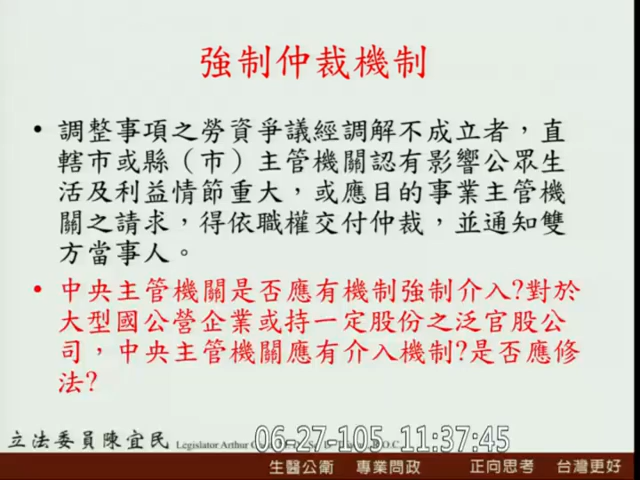 強制仲裁機制
• 調整事項之勞資爭議經調解不成立者，直
轄市或縣（市）主管機關認有影響公眾生
活及利益情節重大，或應目的事業主管機
關之請求，得依職權交付仲裁，並通知雙
方當事人。
• 中央主管機關是否應有機制強制介入?對於
大型國公營企業或持一定股份之泛官股公
司，中央主管機關應有介入機制?是否應修
法?
立法委員陳宜民 Legislator Arthur
06-27-105 11:37:45
生醫公衛 專業問政 正向思考 台灣更好